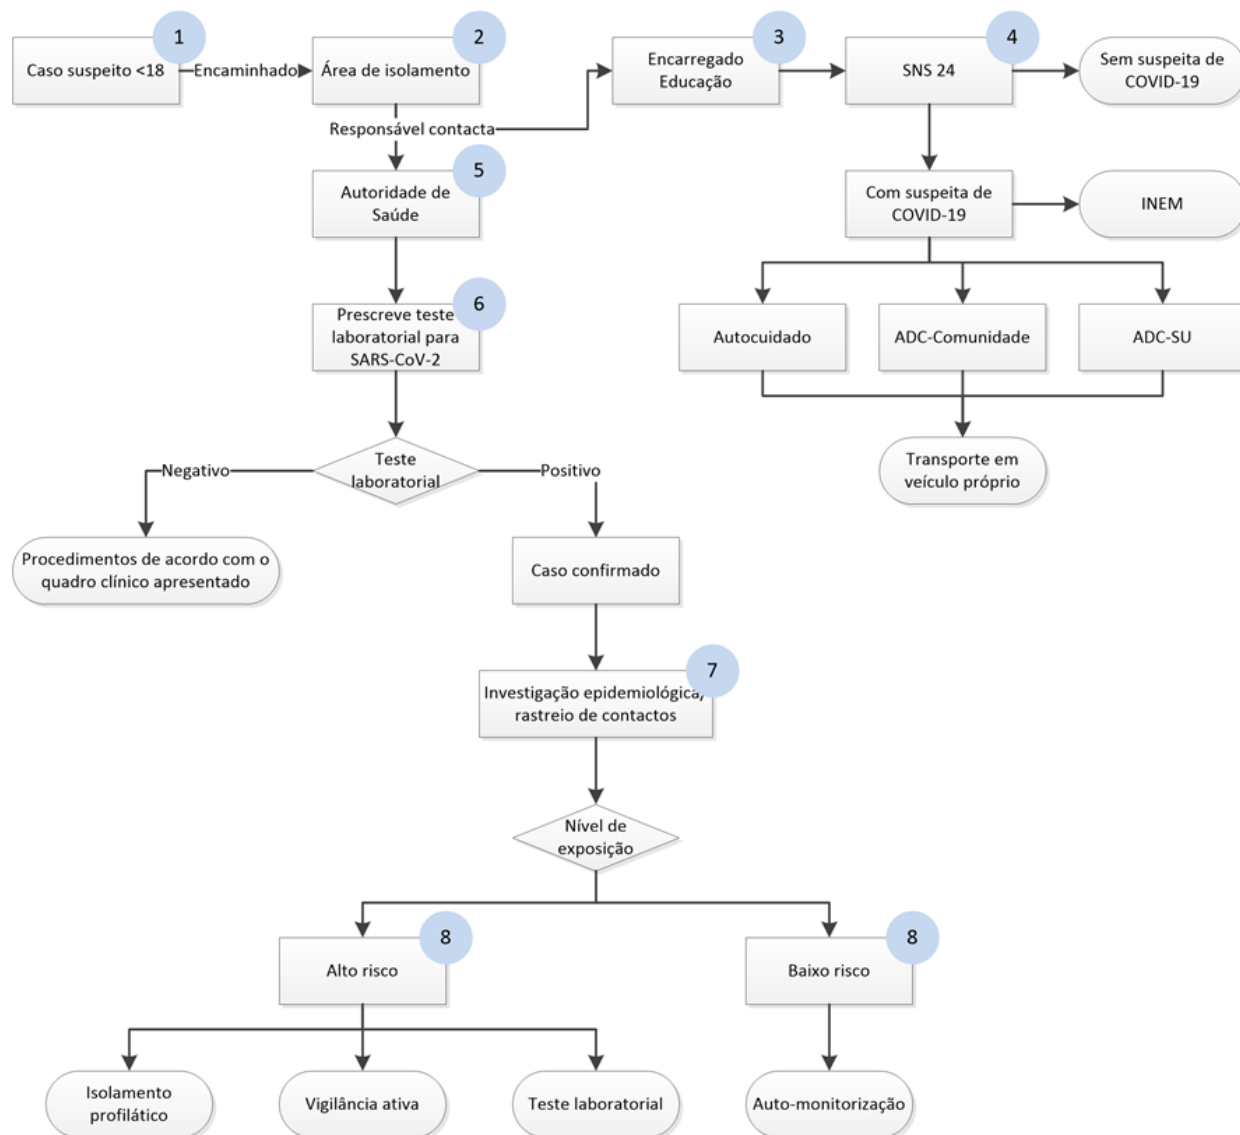 1
Caso suspeito <18
Encaminhado
2
Área de isolamento
3
Encarregado
Educação
4
SNS 24
Sem suspeita de
COVID-19
Responsável contacta
5
Autoridade de
Saúde
Com suspeita de
COVID-19
INEM
6
Prescreve teste
laboratorial para
SARS-CoV-2
Autocuidado
ADC-Comunidade
ADC-SU
Transporte em
veículo próprio
Teste
laboratorial
Negativo
Positivo
Procedimentos de acordo com o
quadro clínico apresentado
Caso confirmado
7
Investigação epidemiológica/
rastreio de contactos
Nível de
exposição
8
Alto risco
8
Baixo risco
Isolamento
profilático
Vigilância ativa
Teste laboratorial
Auto-monitorização